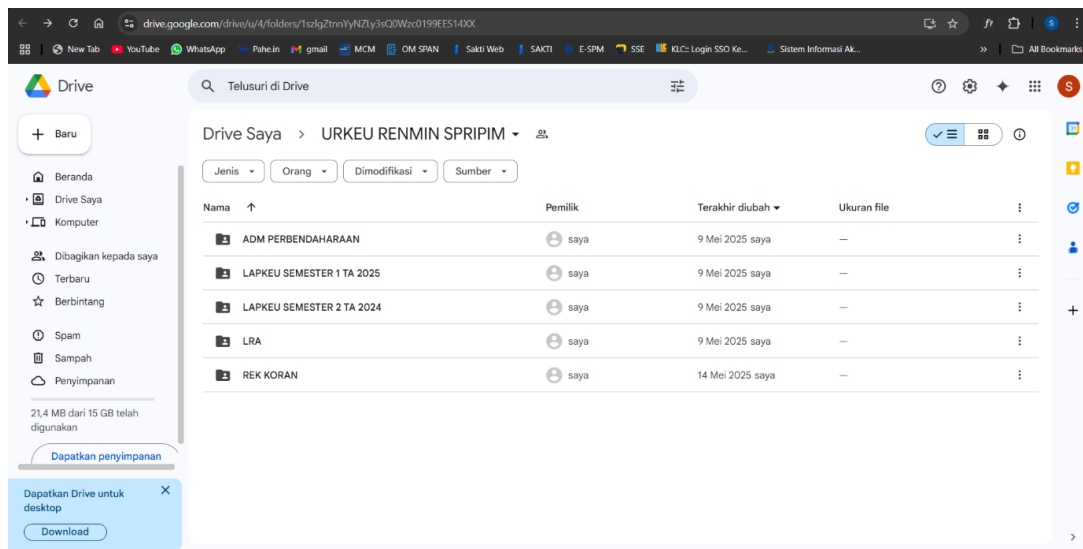 drive.google.com/drive/u/4/folders/1szlgZtnnYyNZLy3sQ0Wzc0199EES14XX
S
New Tab YouTube WhatsApp Pahe.in gmail MCM OM SPAN Sakti Web SAKTI E-SPM SSE KLC:: Login SSO Ke... Sistem Informasi Ak... » All Bookmarks
Drive
Telusuri di Drive
S
Baru
Drive Saya > URKEU RENMIN SPRIPIM
31
Jenis Orang Dimodifikasi Sumber
Beranda
Drive Saya
Komputer
Dibagikan kepada saya
Terbaru
Berbintang
Spam
Sampah
Penyimpanan
21,4 MB dari 15 GB telah
digunakan
Dapatkan penyimpanan
Dapatkan Drive untuk
desktop
Download
Nama Pemilik Terakhir diubah Ukuran file
ADM PERBENDAHARAAN saya 9 Mei 2025 saya —
LAPKEU SEMESTER 1 TA 2025 saya 9 Mei 2025 saya —
LAPKEU SEMESTER 2 TA 2024 saya 9 Mei 2025 saya —
LRA saya 9 Mei 2025 saya —
REK KORAN saya 14 Mei 2025 saya —